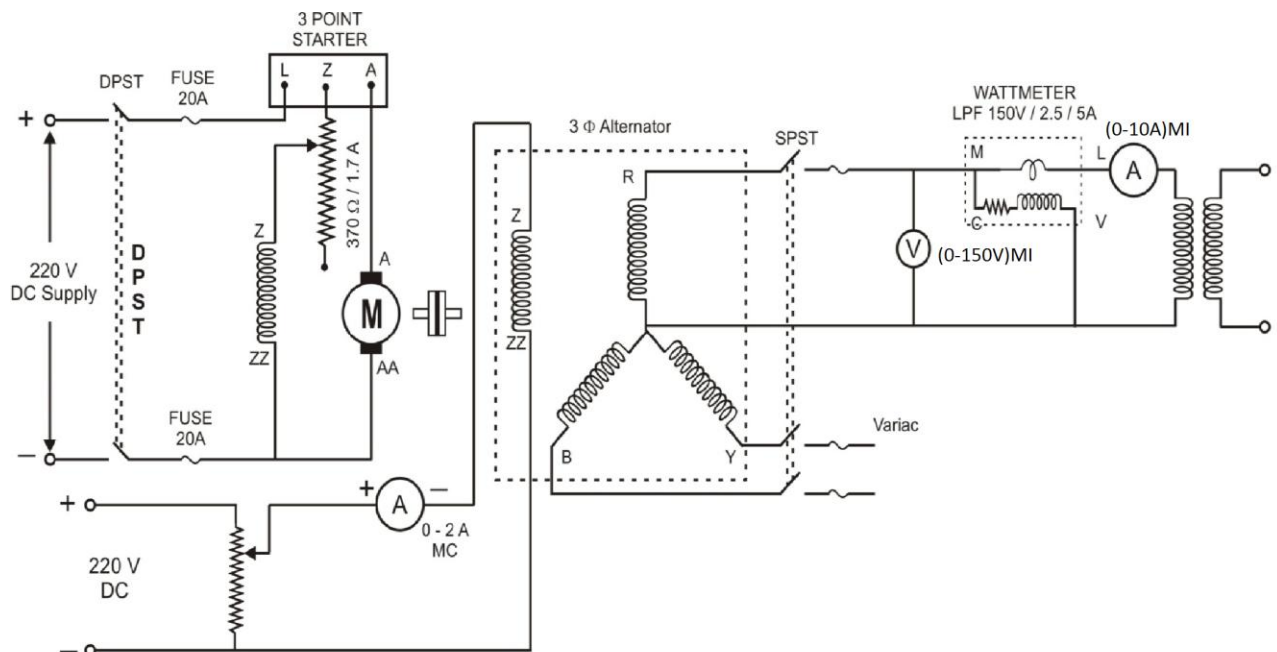 3 POINT
STARTER
L Z A
DPST
FUSE
20A
+
220 V
DC Supply
DPST
370 Ω / 1.7 A
Z
ZZ
A
M
AA
FUSE
20A
–
+
220 V
DC
–
+ A –
0 - 2 A
MC
3 Φ Alternator
Z
ZZ
R
B
Y
SPST
Variac
WATTMETER
LPF 150V / 2.5 / 5A
(0-10A)MI
M
L
A
C
V
V
(0-150V)MI